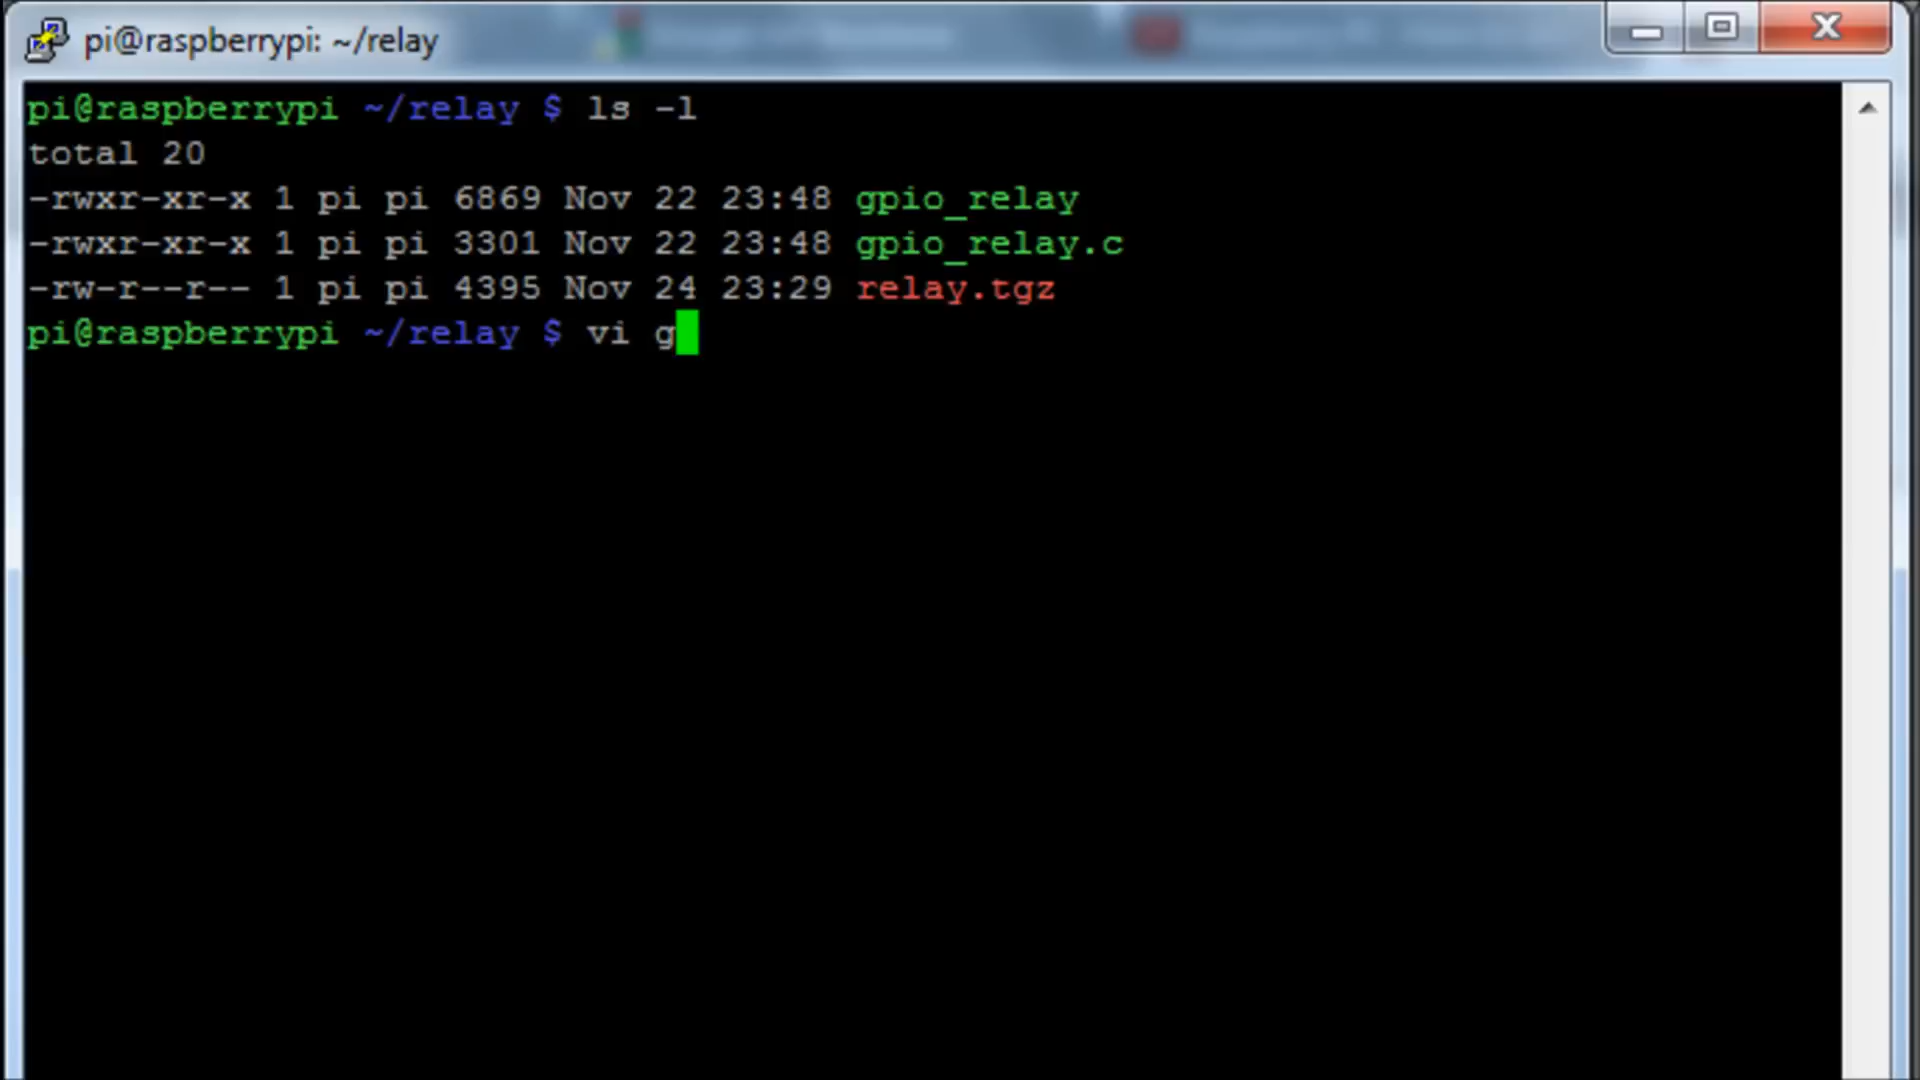 pi@raspberrypi: ~/relay
pi@raspberrypi ~/relay $ ls -l
total 20
-rwxr-xr-x 1 pi pi 6869 Nov 22 23:48 gpio_relay
-rwxr-xr-x 1 pi pi 3301 Nov 22 23:48 gpio_relay.c
-rw-r--r-- 1 pi pi 4395 Nov 24 23:29 relay.tgz
pi@raspberrypi ~/relay $ vi g